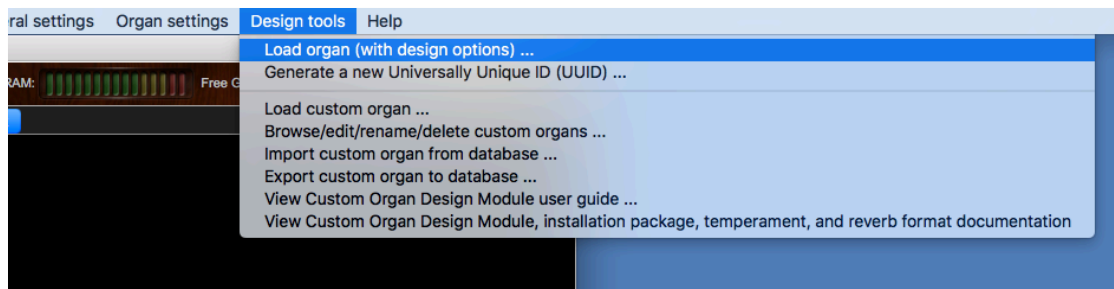 ral settings Organ settings Design tools Help
Load organ (with design options) ...
RAM: Free G
Generate a new Universally Unique ID (UUID) ...
Load custom organ ...
Browse/edit/rename/delete custom organs ...
Import custom organ from database ...
Export custom organ to database ...
View Custom Organ Design Module user guide ...
View Custom Organ Design Module, installation package, temperament, and reverb format documentation